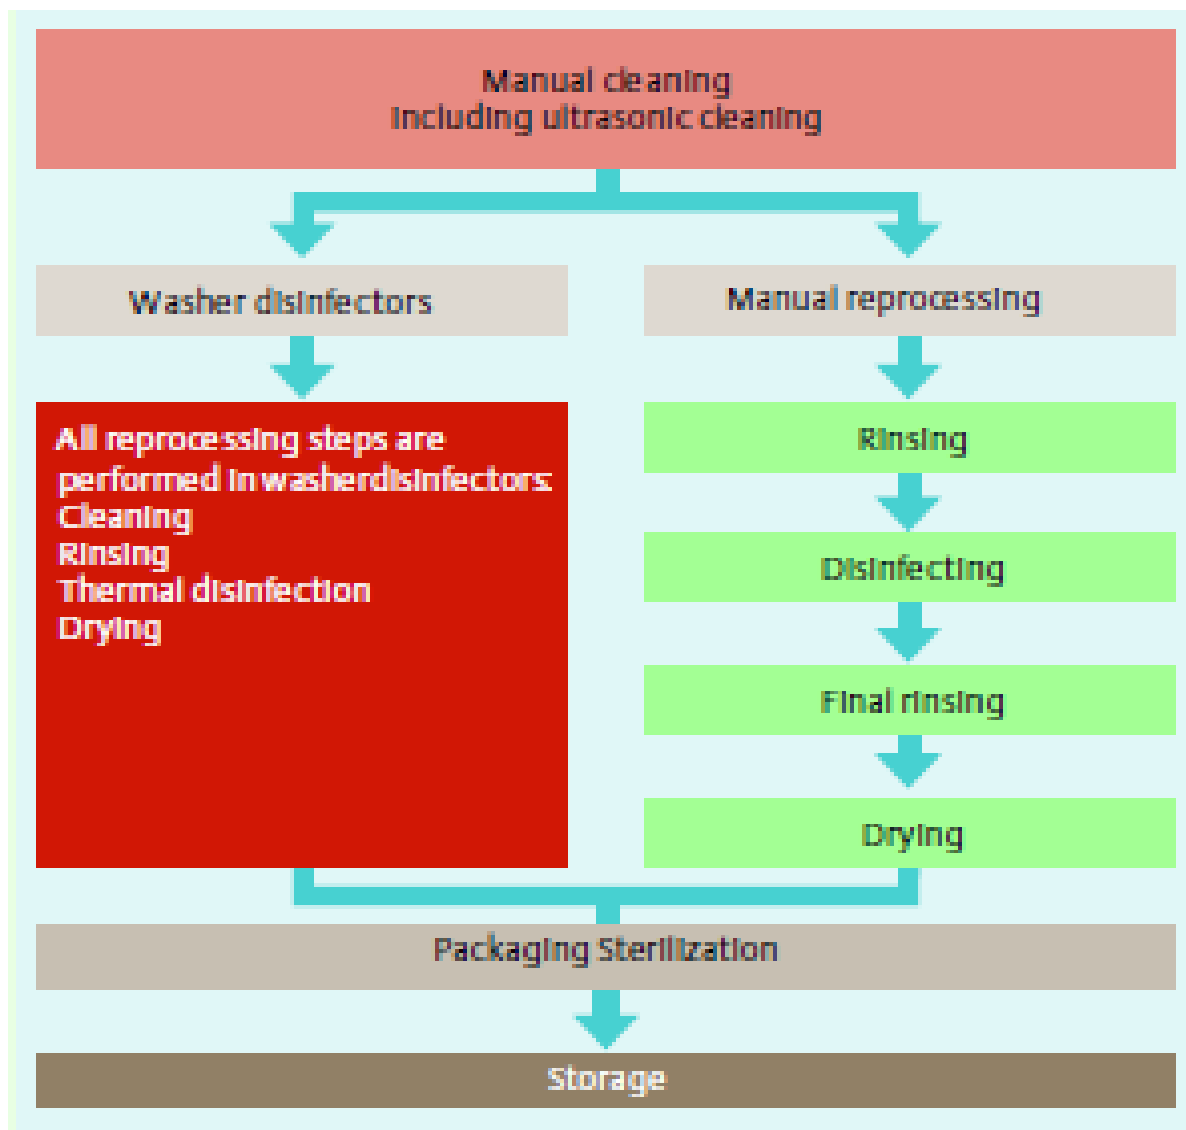 Manual cleaning
including ultrasonic cleaning
Washer disinfectors
Manual reprocessing
All reprocessing steps are
performed in washerdisinfectors:
Cleaning
Rinsing
Thermal disinfection
Drying
Rinsing
Disinfecting
Final rinsing
Drying
Packaging Sterilization
Storage